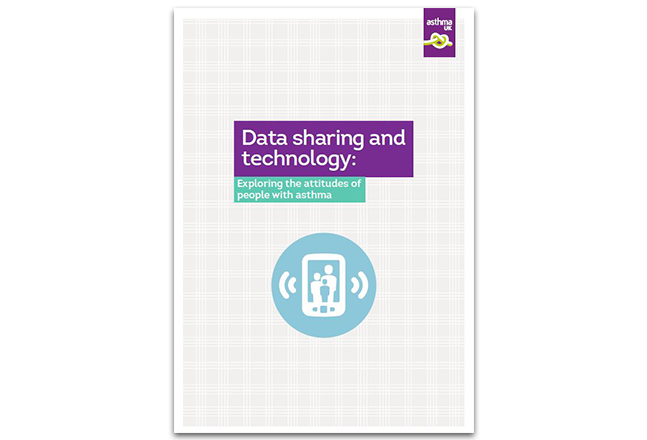 asthma
UK
Data sharing and
technology:
Exploring the attitudes of
people with asthma